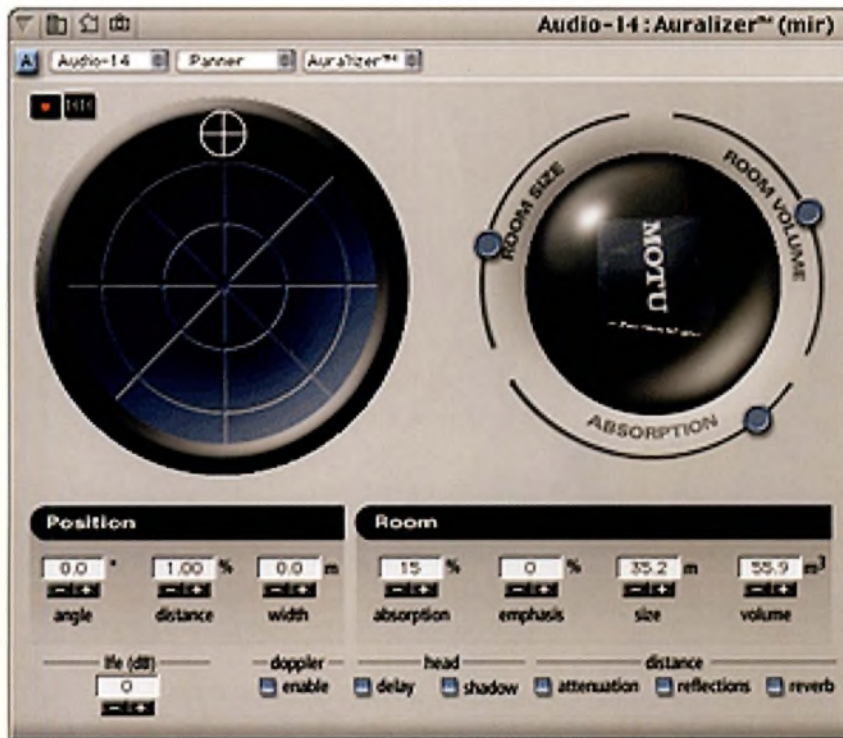 Audio-14: Auralizer™ (mir)
A Audio-14 Panner Auralizer™
ROOM SIZE
ROOM VOLUME
MOTU
ABSORPTION
Position
Room
0.0 ° 1.00 % 0.0 m 15 % 0 % 35.2 m 55.9 m³
angle distance width absorption emphasis size volume
lfe (dB) doppler head distance
0 enable delay shadow attenuation reflections reverb